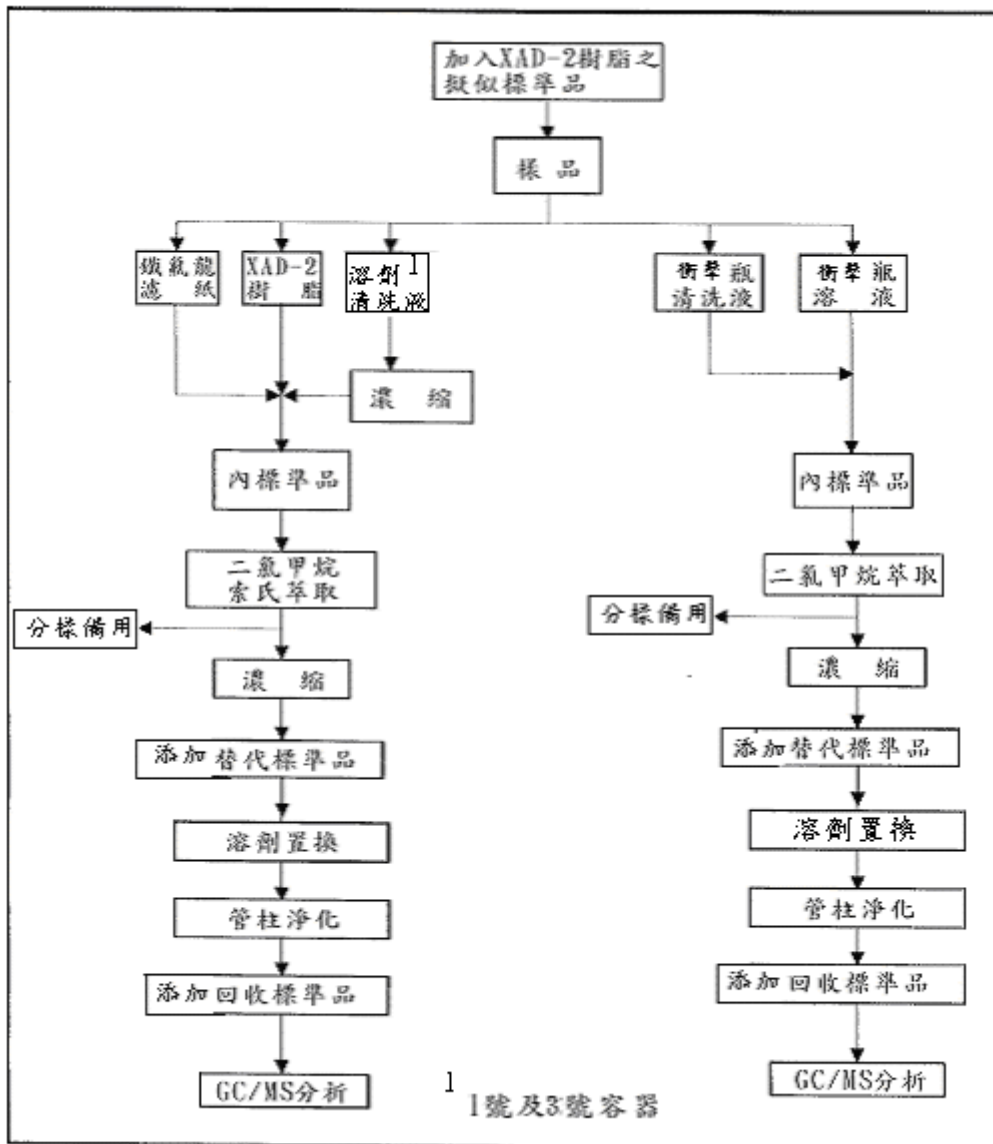 加入XAD-2樹脂之
擬似標準品
樣品
鐵氟龍
濾紙
XAD-2
樹脂
溶劑1
清洗液
衝擊瓶
清洗液
衝擊瓶
溶液
濃縮
內標準品
二氯甲烷
索氏萃取
分樣備用
濃縮
添加替代標準品
溶劑置換
管柱淨化
添加回收標準品
GC/MS分析
內標準品
二氯甲烷萃取
分樣備用
濃縮
添加替代標準品
溶劑置換
管柱淨化
添加回收標準品
GC/MS分析
1
1號及3號容器